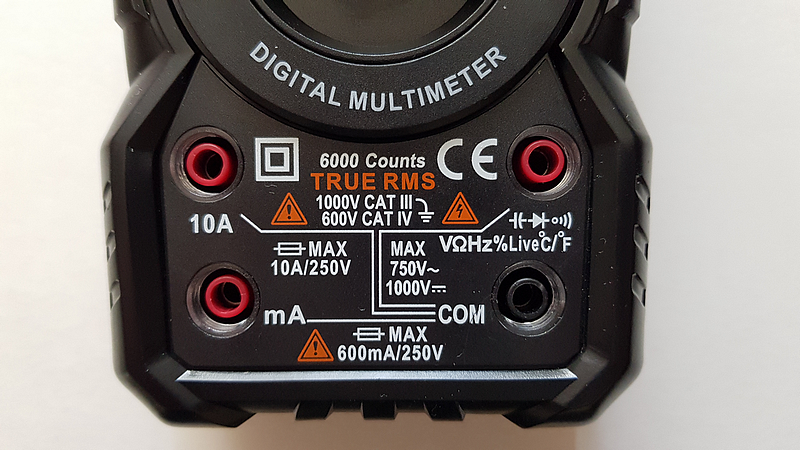 DIGITAL MULTIMETER
6000 Counts
CE
TRUE RMS
1000V CAT III
600V CAT IV
10A
VΩHz%Live°C/°F
MAX
10A/250V
MAX
750V~
1000V⎓
mA
COM
MAX
600mA/250V